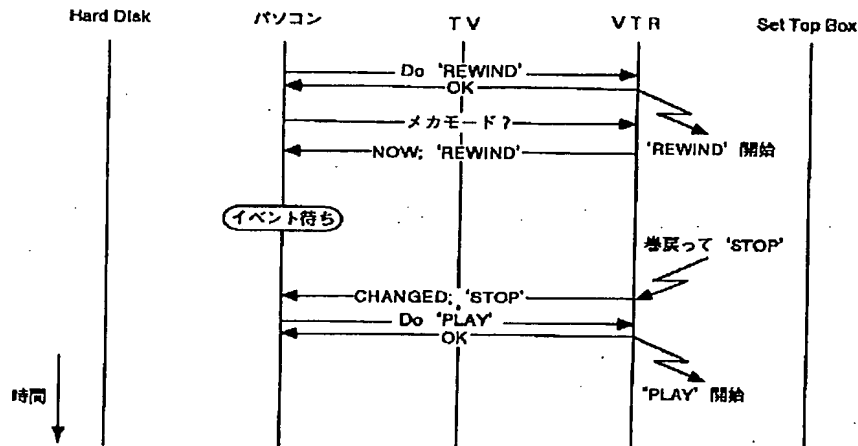 Hard Disk
パソコン
TV
VTR
Set Top Box
Do 'REWIND'
OK
メカモード?
'REWIND' 開始
NOW; 'REWIND'
イベント待ち
巻戻って 'STOP'
CHANGED; 'STOP'
Do 'PLAY'
OK
時間
'PLAY' 開始